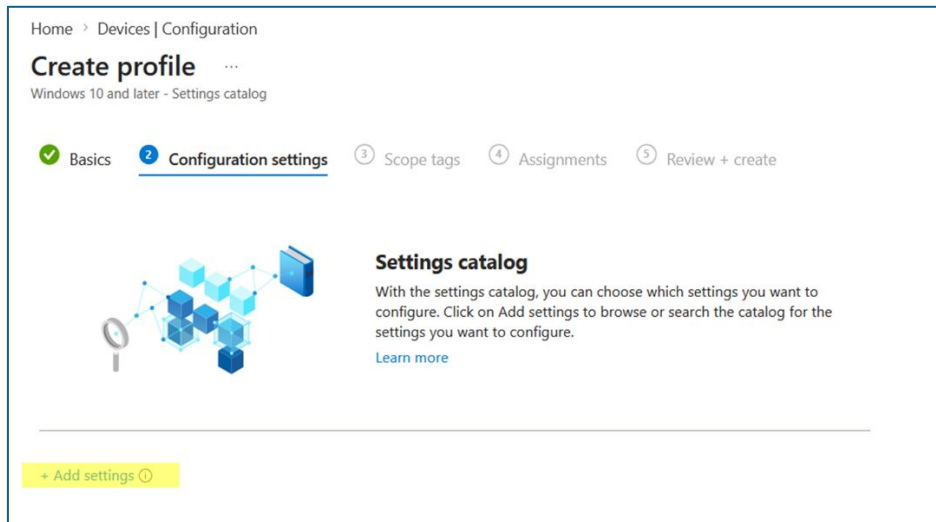 Home > Devices | Configuration
Create profile ...
Windows 10 and later - Settings catalog
Basics 2 Configuration settings 3 Scope tags 4 Assignments 5 Review + create
Settings catalog
With the settings catalog, you can choose which settings you want to
configure. Click on Add settings to browse or search the catalog for the
settings you want to configure.
Learn more
+ Add settings